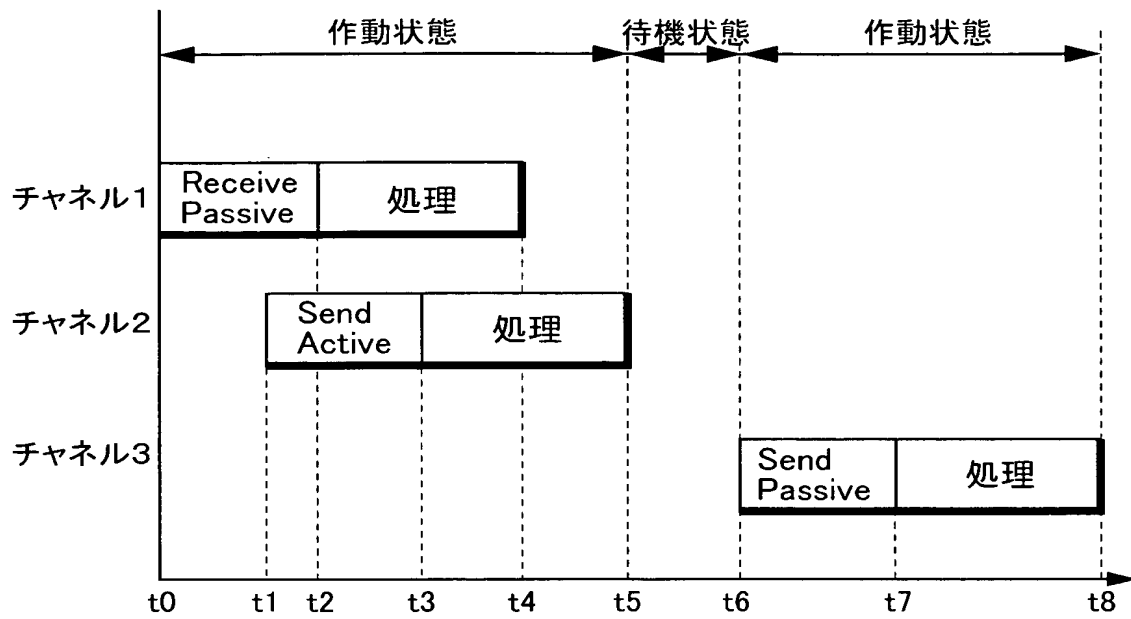 作動状態 待機状態 作動状態
チャネル1
Receive
Passive
処理
チャネル2
Send
Active
処理
チャネル3
Send
Passive
処理
t0 t1 t2 t3 t4 t5 t6 t7 t8